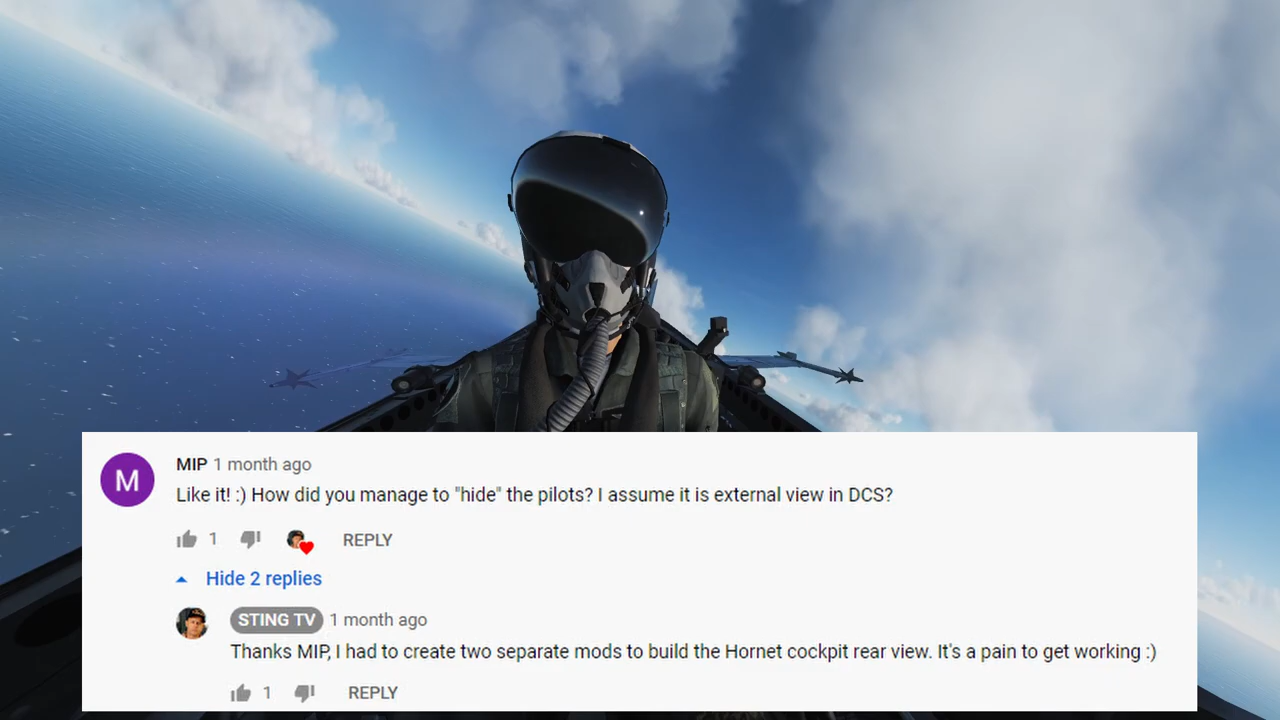 M
MIP 1 month ago
Like it! :) How did you manage to "hide" the pilots? I assume it is external view in DCS?
1 REPLY
Hide 2 replies
STING TV 1 month ago
Thanks MIP, I had to create two separate mods to build the Hornet cockpit rear view. It's a pain to get working :)
1 REPLY